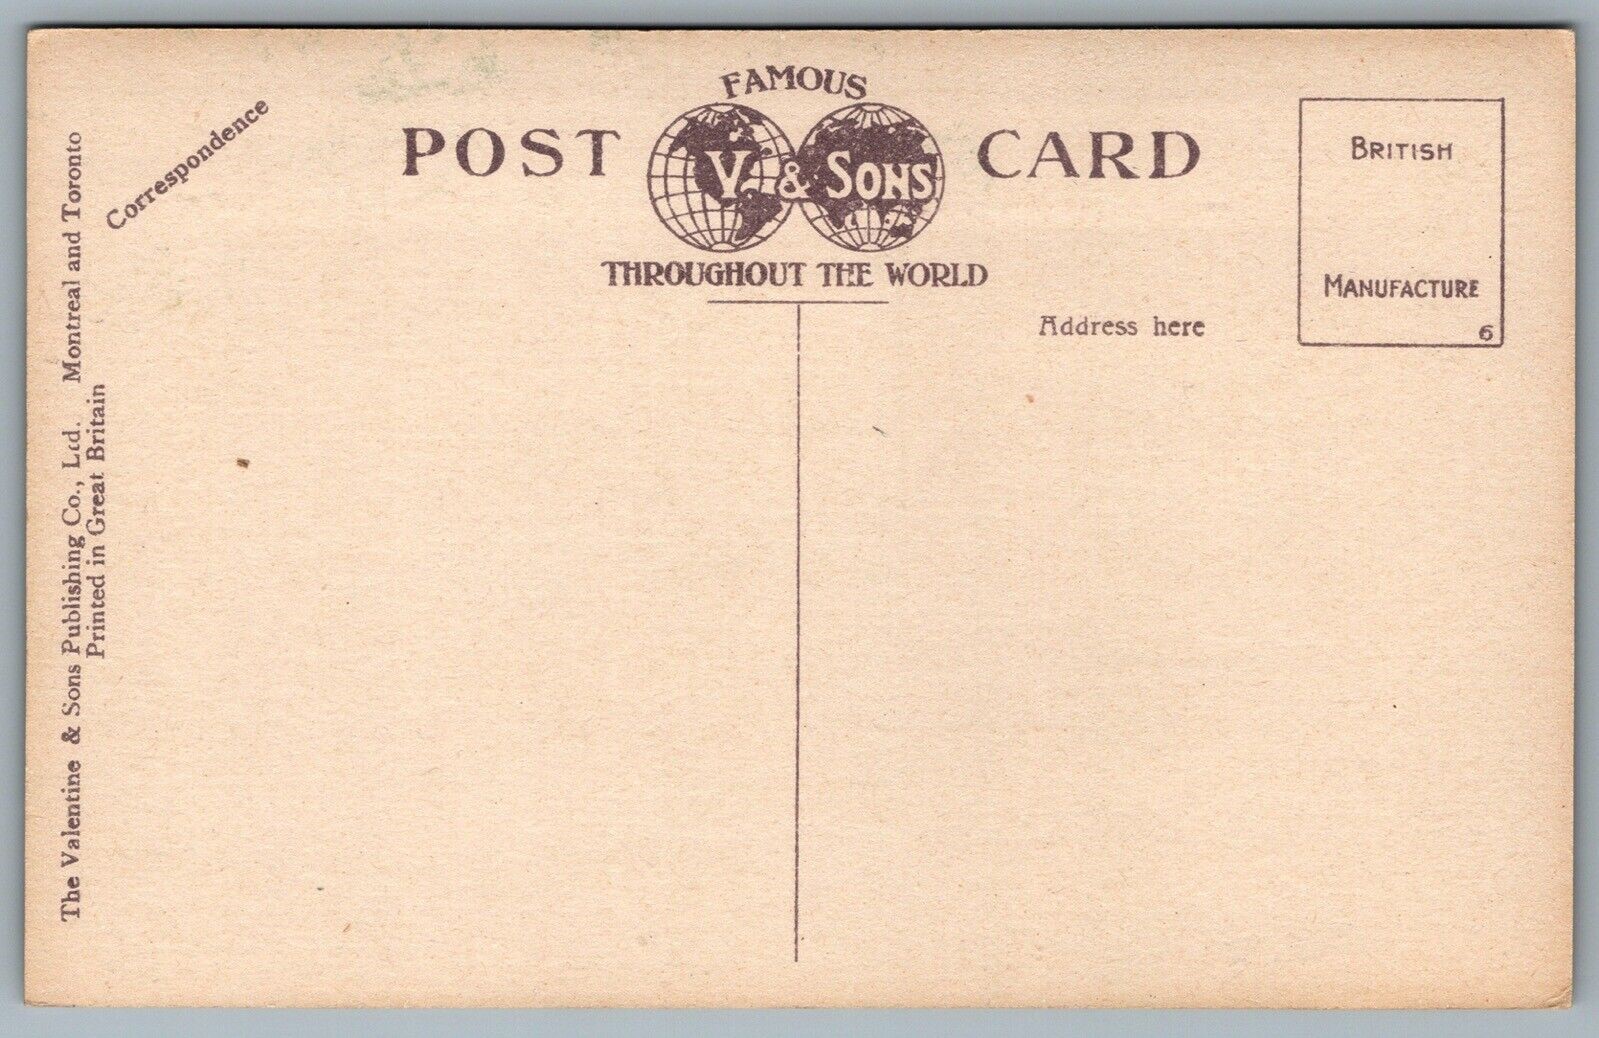 FAMOUS
POST V. & SONS CARD
THROUGHOUT THE WORLD
Correspondence
Address here
BRITISH
MANUFACTURE
6
The Valentine & Sons Publishing Co., Ltd. Montreal and Toronto
Printed in Great Britain